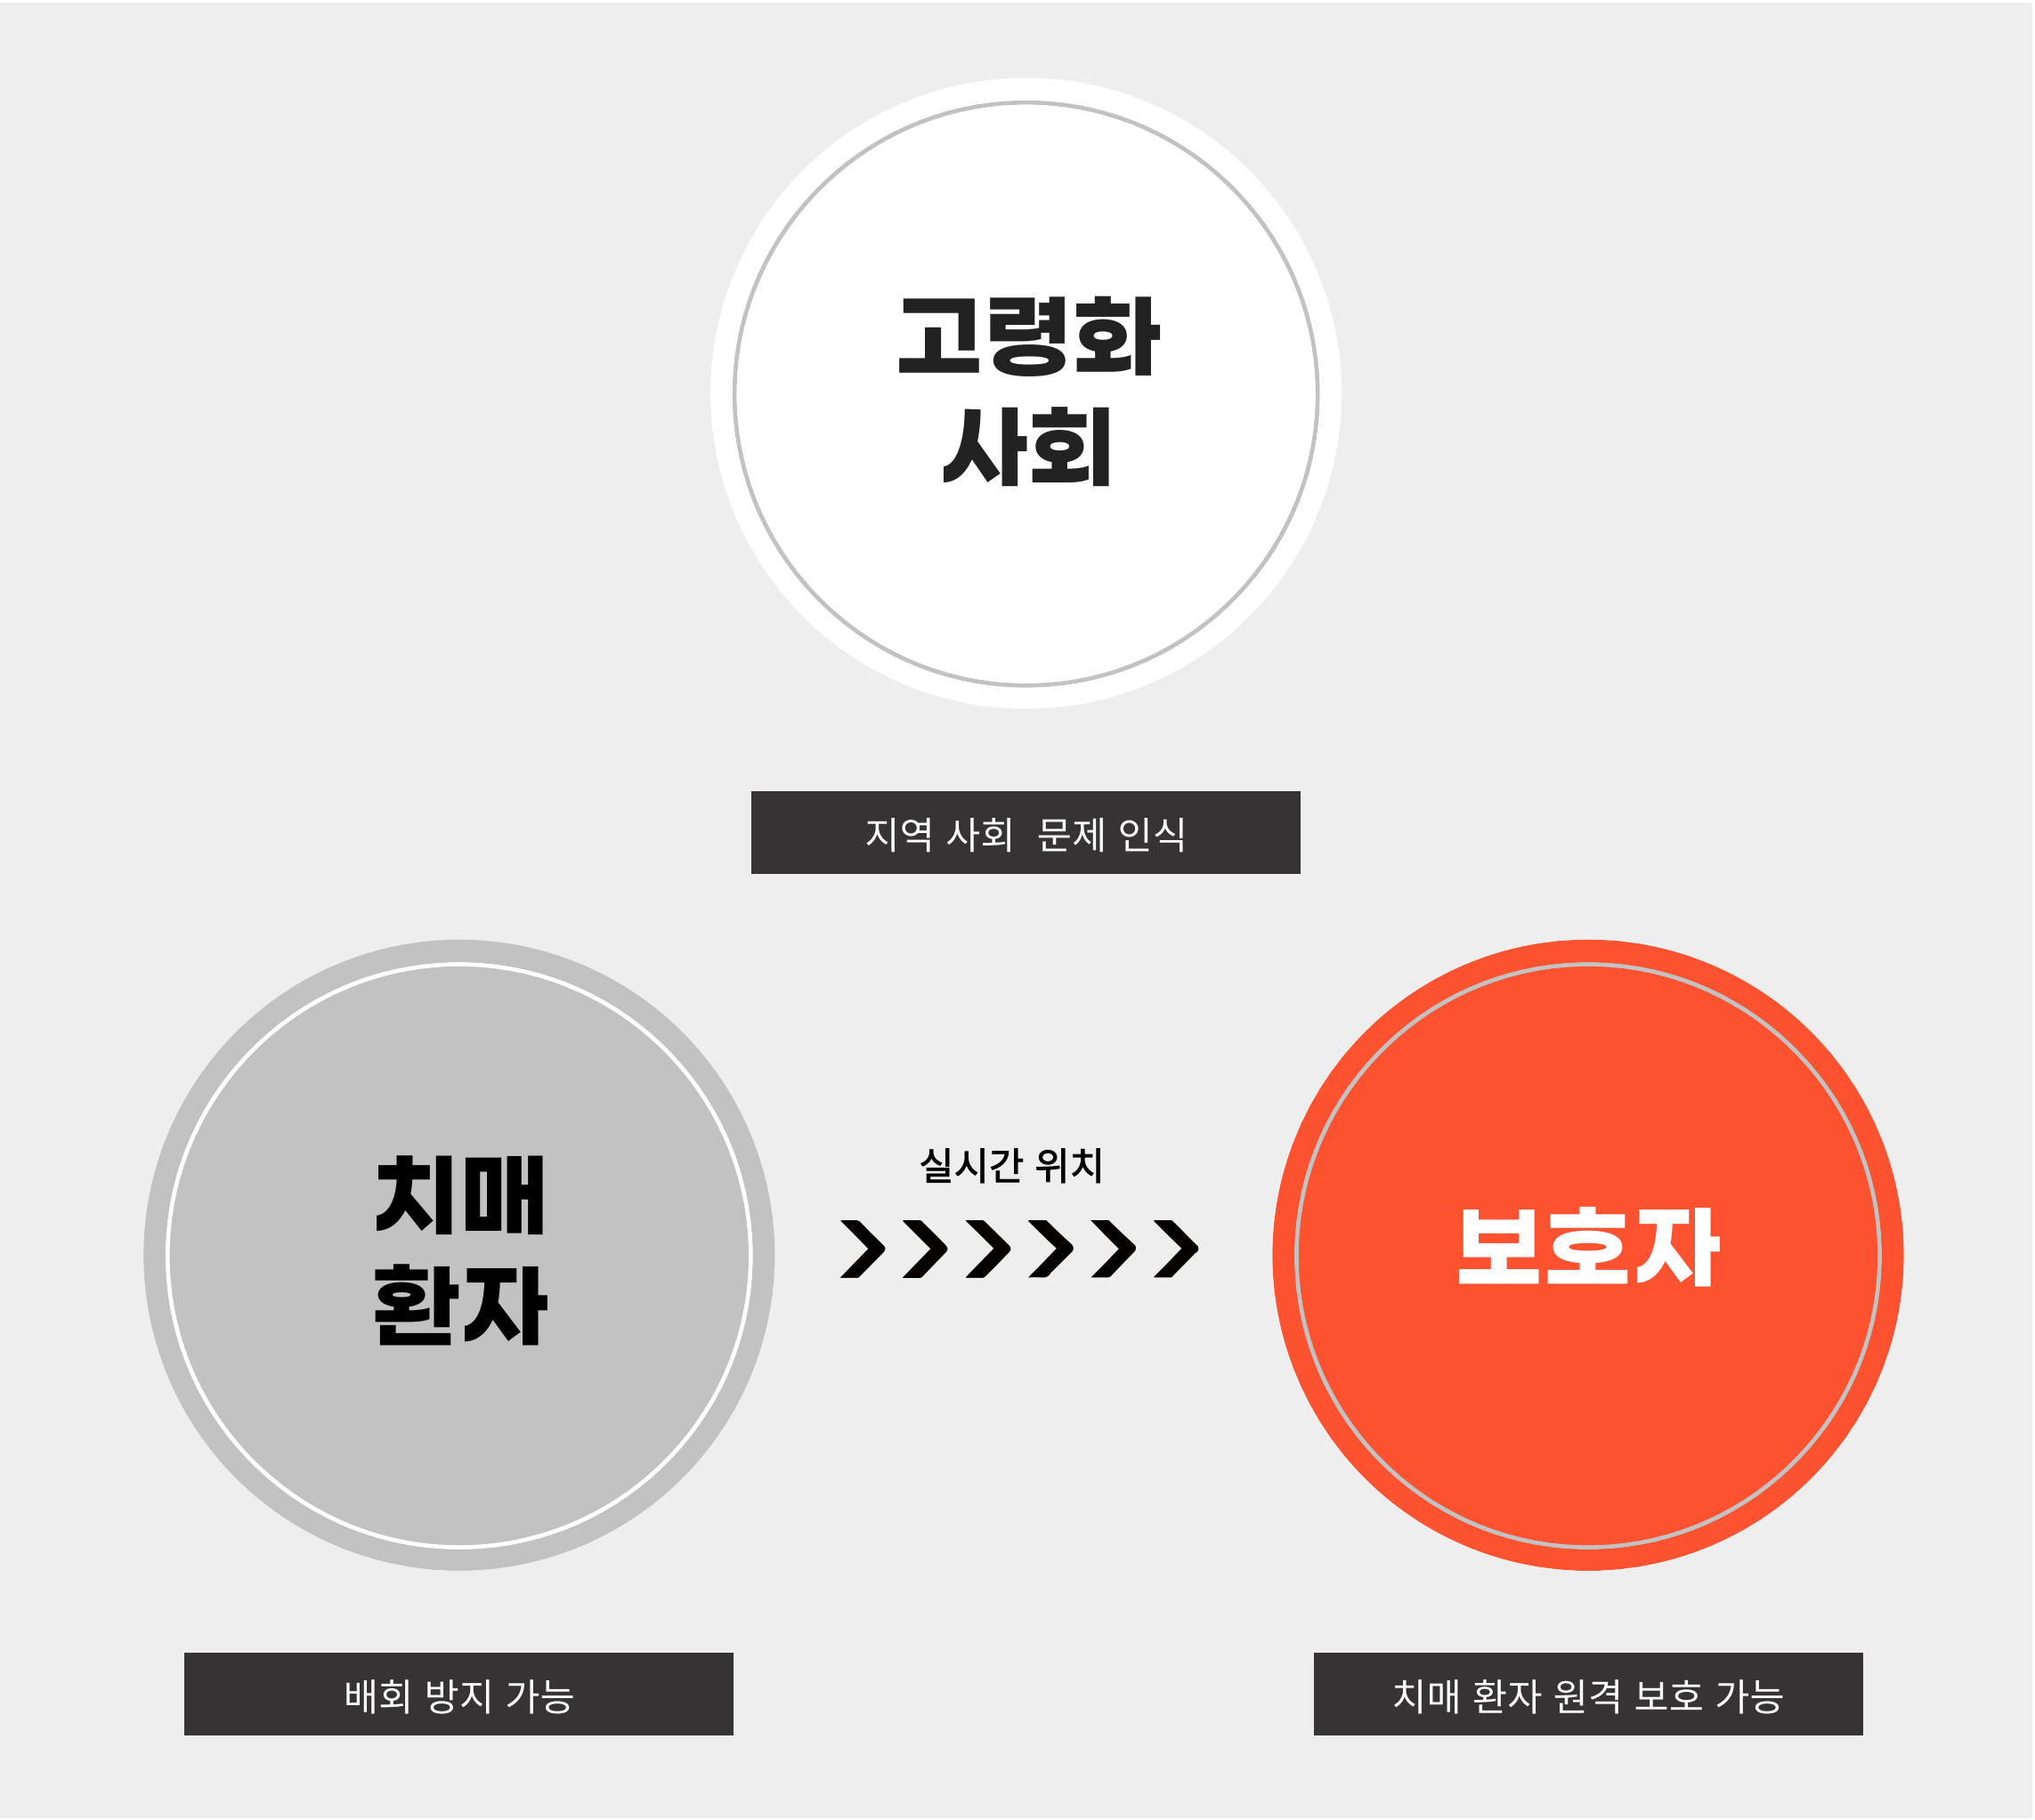 고령화
사회
지역 사회  문제 인식
치매
환자
실시간 위치
보호자
배회 방지 가능
치매 환자 원격 보호 가능